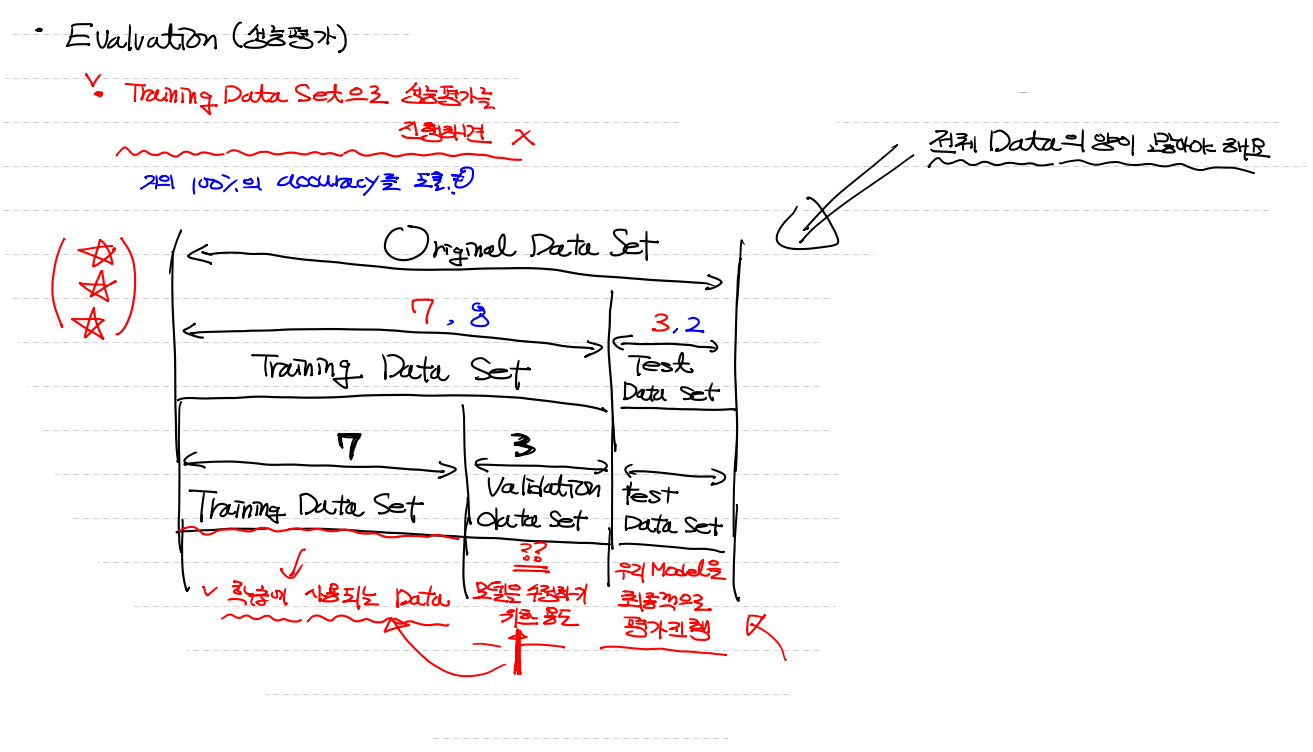 • Evaluation (성능평가)
• Training Data Set으로 성능평가를
진행하면 X
거의 100%의 accuracy를 도출.
전체 Data의 양이 많아야 해요
Original Data Set
7, 8
3, 2
Training Data Set
Test
Data Set
7
3
Training Data Set
Validation
data Set
test
Data Set
학습에 사용되는 Data
모델을 수정하기
위한 용도
우리 Model을
최종적으로
평가진행